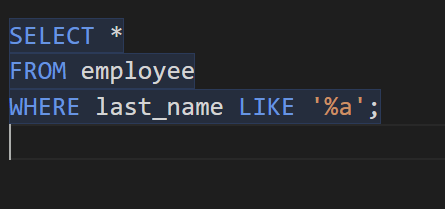 SELECT *
FROM employee
WHERE last_name LIKE '%a';